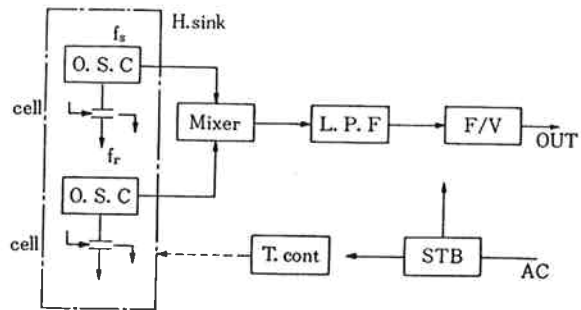 H.sink
fs
O. S. C
cell
Mixer
L. P. F
F/V
OUT
fr
O. S. C
cell
T. cont
STB
AC